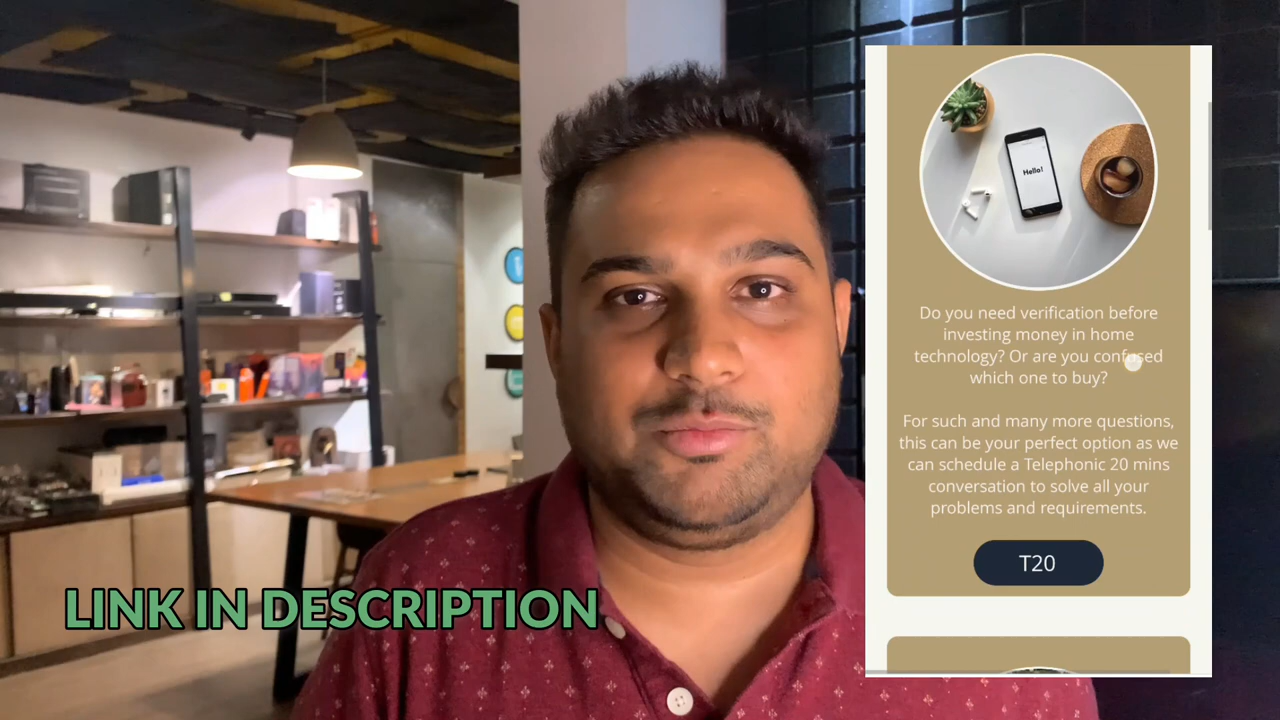 Hello!
Do you need verification before
investing money in home
technology? Or are you confused
which one to buy?
For such and many more questions,
this can be your perfect option as we
can schedule a Telephonic 20 mins
conversation to solve all your
problems and requirements.
T20
LINK IN DESCRIPTION